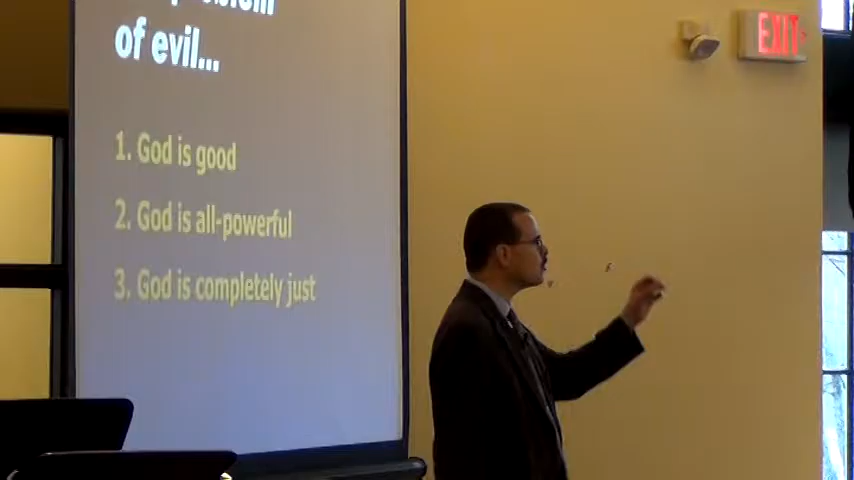 of evil...
1. God is good
2. God is all-powerful
3. God is completely just
EXIT